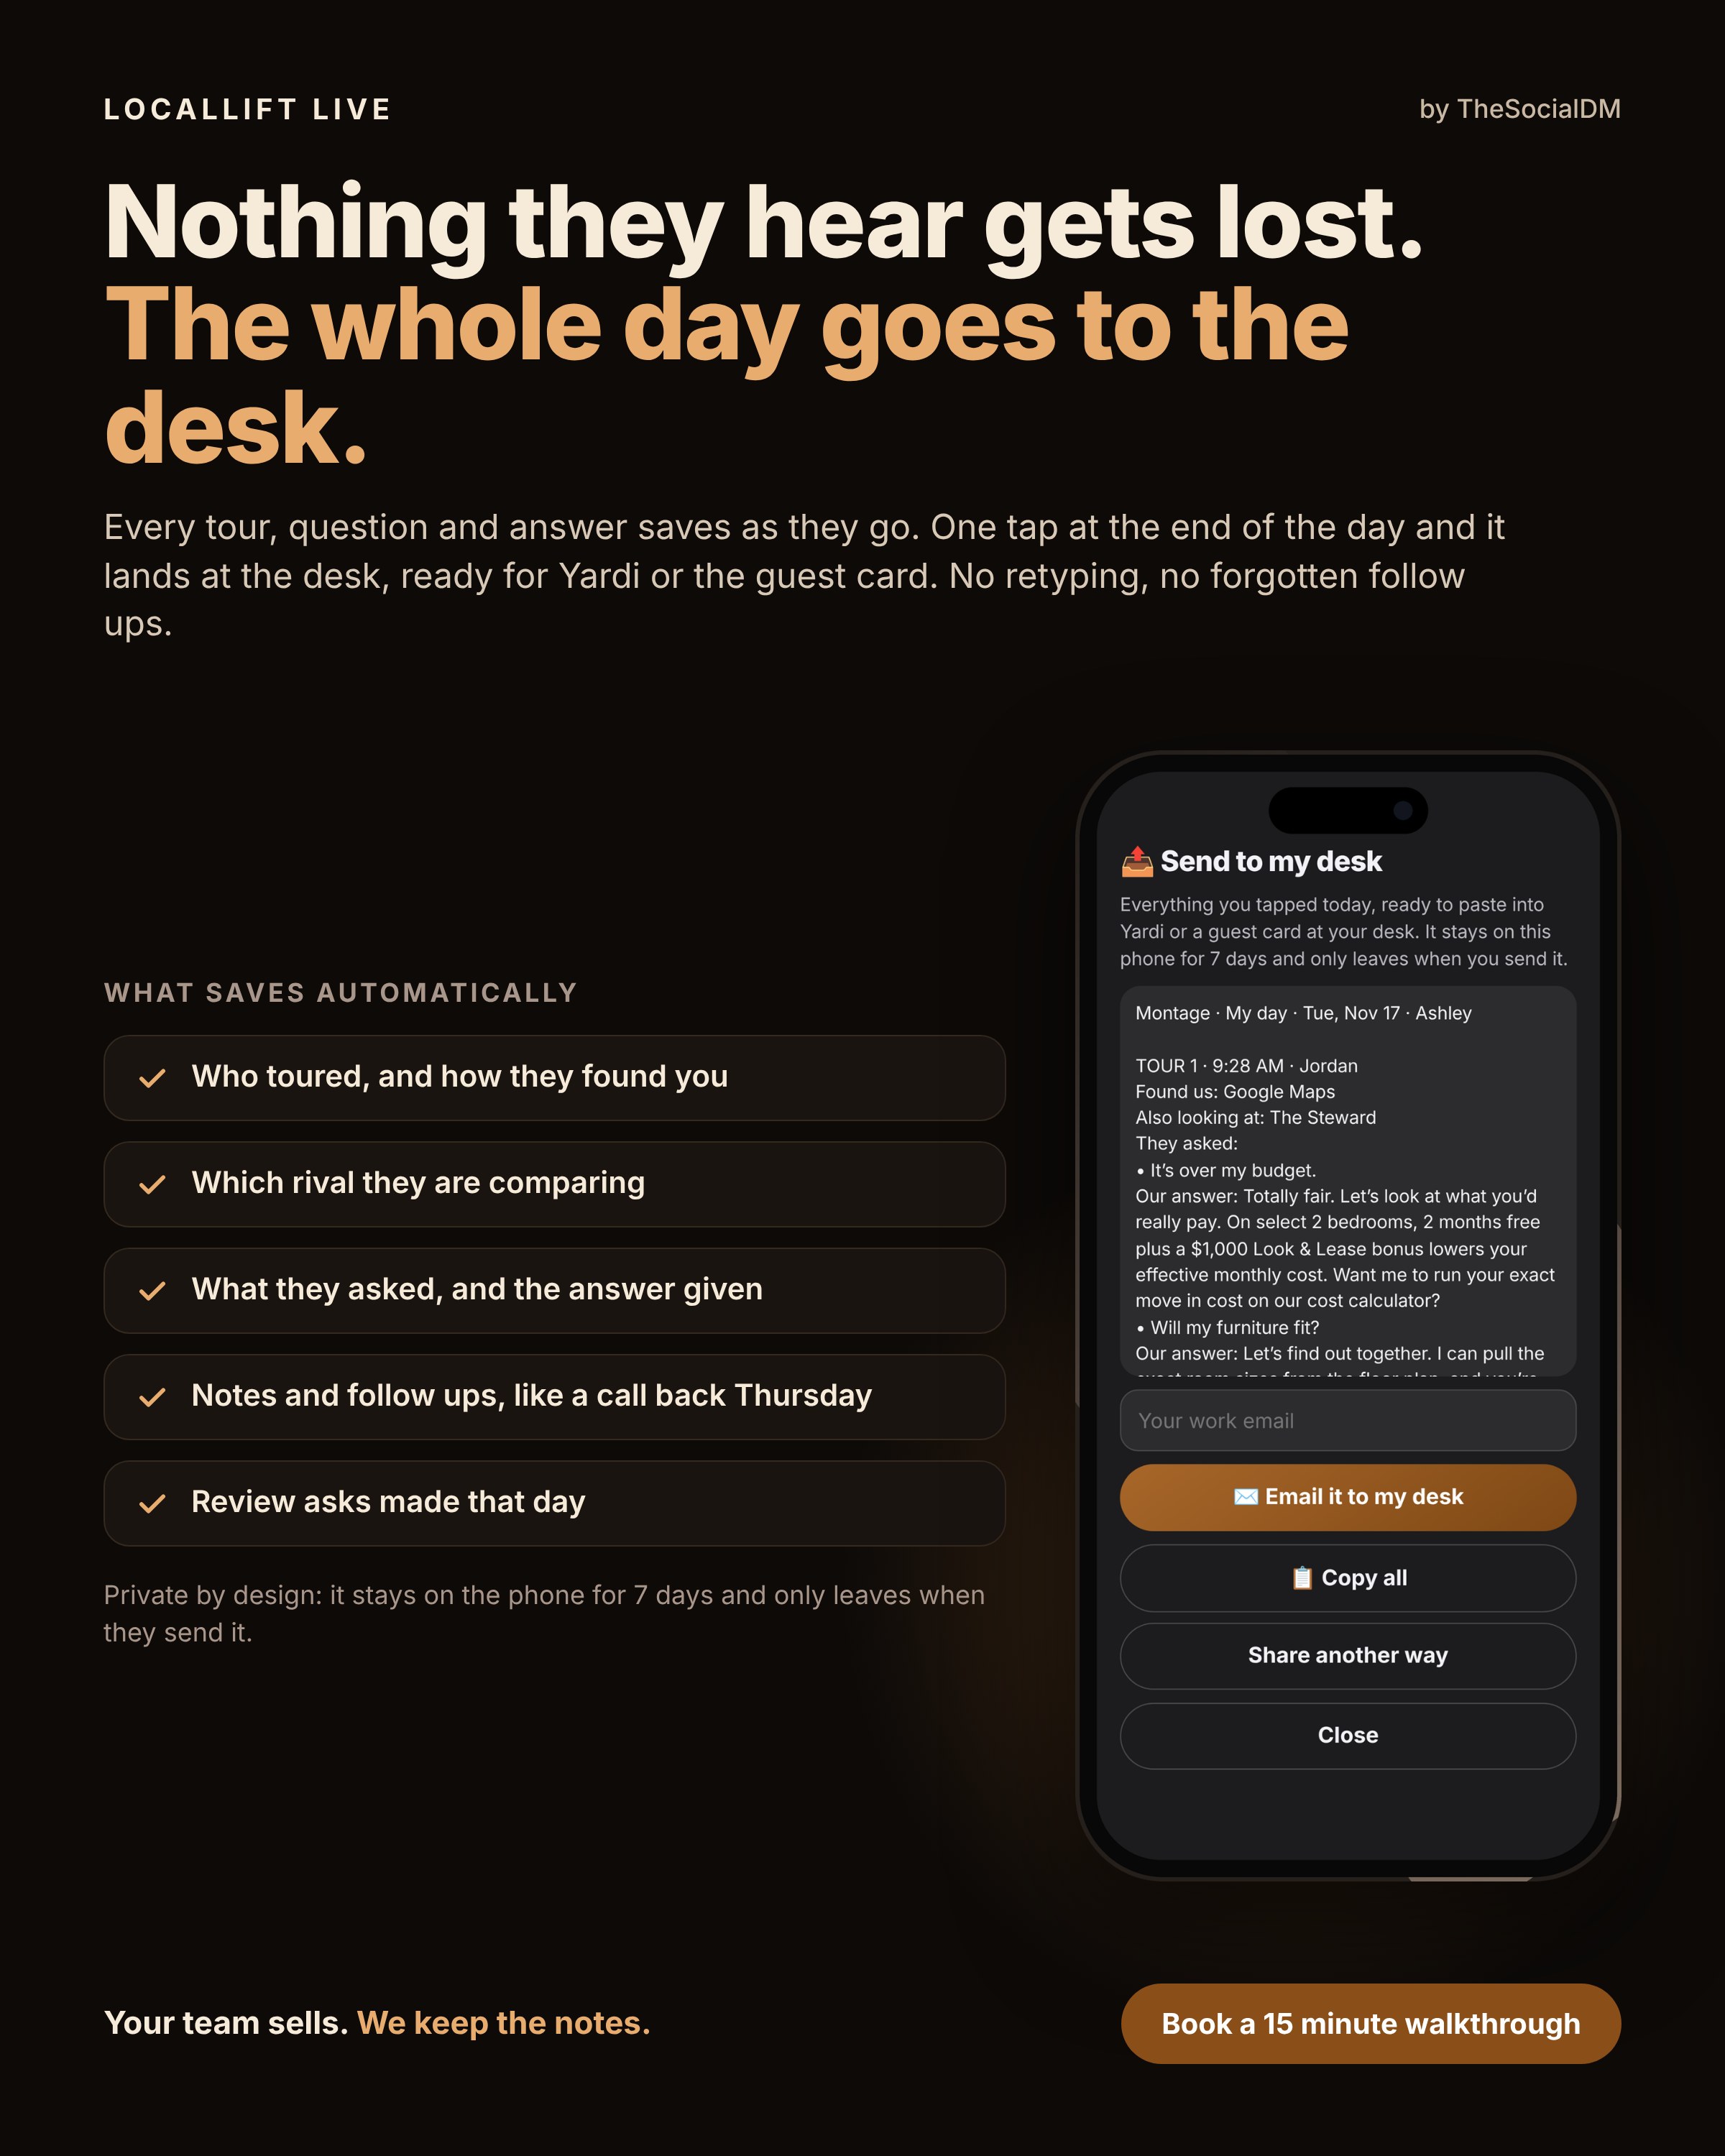 LOCALLIFT LIVE
by TheSocialDM
Nothing they hear gets lost.
The whole day goes to the
desk.
Every tour, question and answer saves as they go. One tap at the end of the day and it
lands at the desk, ready for Yardi or the guest card. No retyping, no forgotten follow
ups.
WHAT SAVES AUTOMATICALLY
Who toured, and how they found you
Which rival they are comparing
What they asked, and the answer given
Notes and follow ups, like a call back Thursday
Review asks made that day
Private by design: it stays on the phone for 7 days and only leaves when
they send it.
Send to my desk
Everything you tapped today, ready to paste into
Yardi or a guest card at your desk. It stays on this
phone for 7 days and only leaves when you send it.
Montage · My day · Tue, Nov 17 · Ashley
TOUR 1 · 9:28 AM · Jordan
Found us: Google Maps
Also looking at: The Steward
They asked:
• It’s over my budget.
Our answer: Totally fair. Let’s look at what you’d
really pay. On select 2 bedrooms, 2 months free
plus a $1,000 Look & Lease bonus lowers your
effective monthly cost. Want me to run your exact
move in cost on our cost calculator?
• Will my furniture fit?
Our answer: Let’s find out together. I can pull the
Your work email
Email it to my desk
Copy all
Share another way
Close
Your team sells. We keep the notes.
Book a 15 minute walkthrough